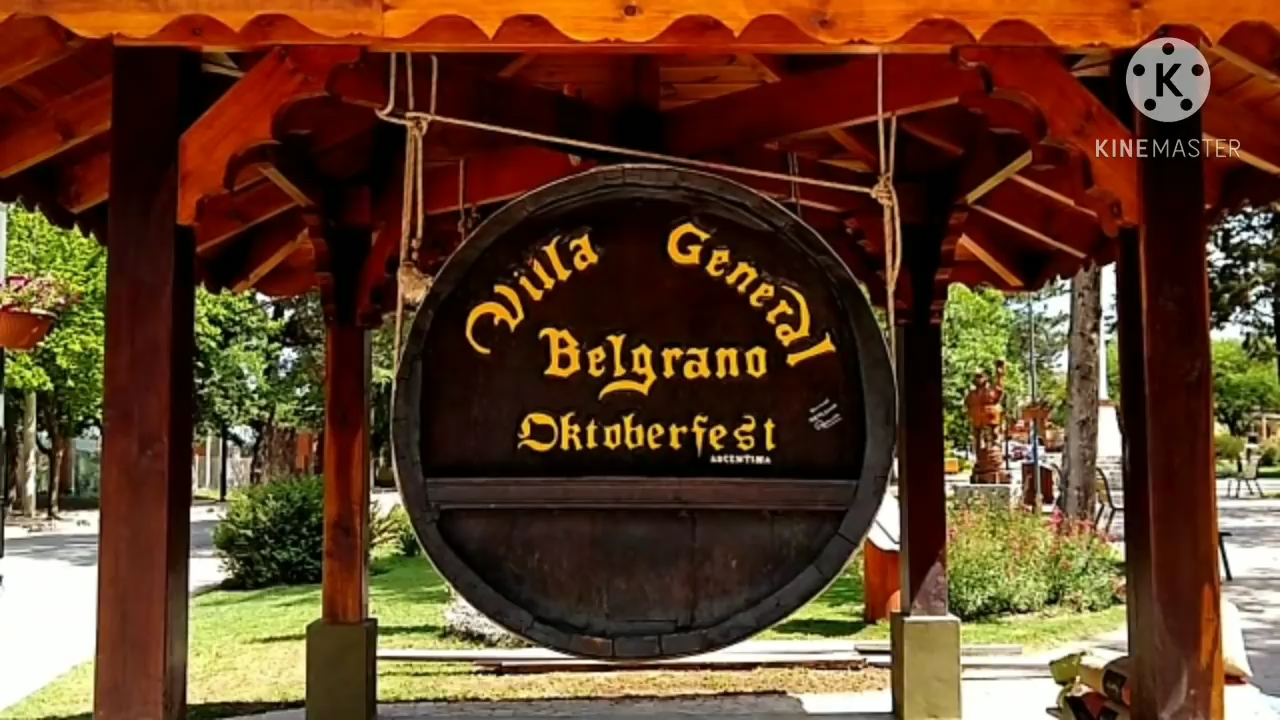 K
KINEMASTER
Villa General
Belgrano
Oktoberfest
ARGENTINA